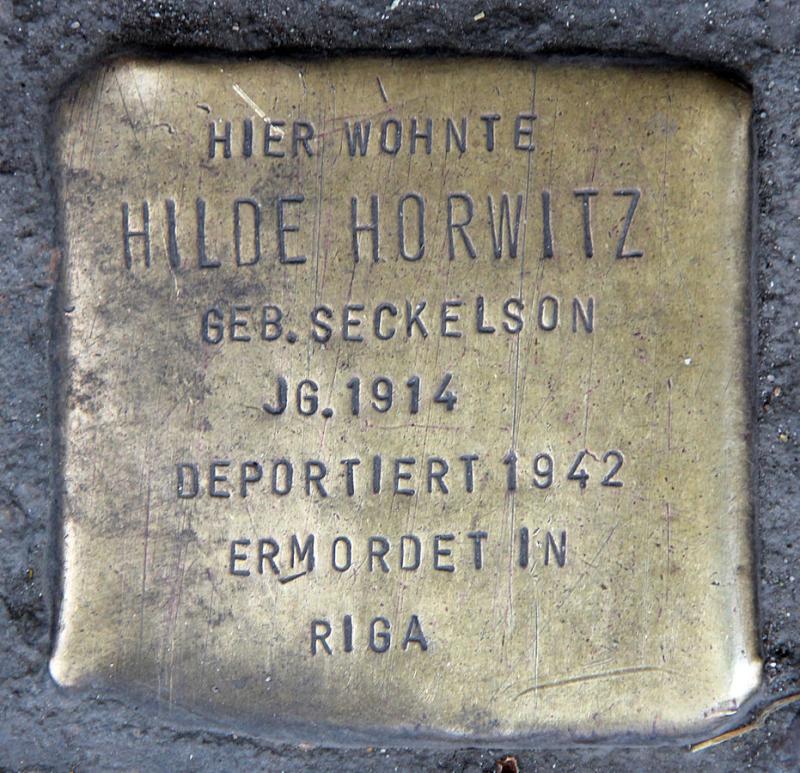 HIER WOHNTE
HILDE HORWITZ
GEB. SECKELSON
JG. 1914
DEPORTIERT 1942
ERMORDET IN
RIGA